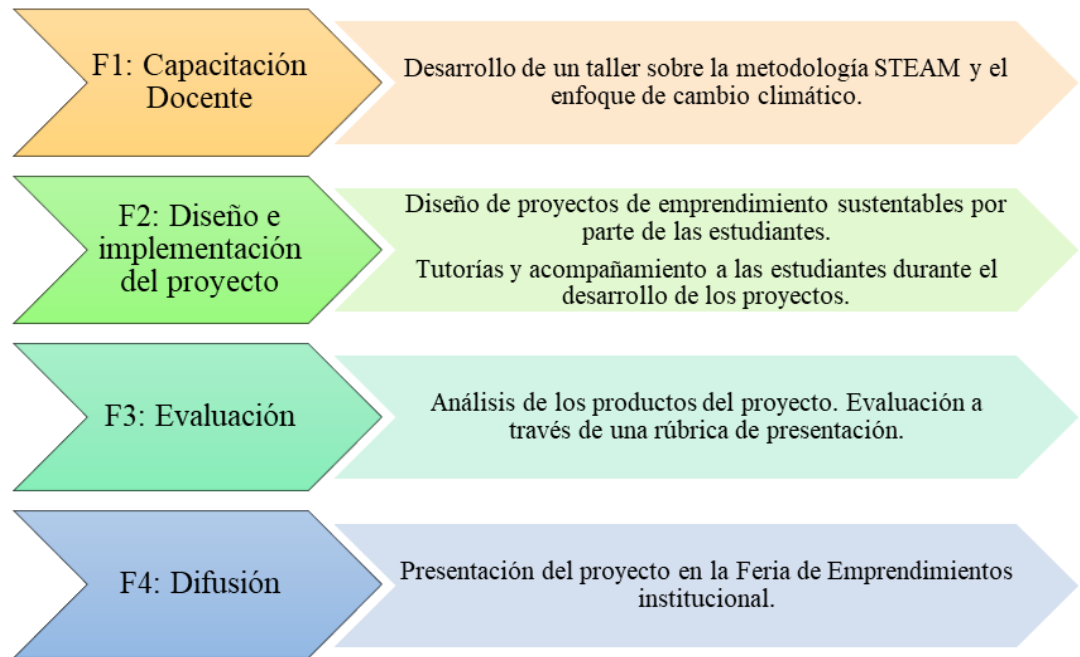 F1: Capacitación
Docente
Desarrollo de un taller sobre la metodología STEAM y el
enfoque de cambio climático.
F2: Diseño e
implementación
del proyecto
Diseño de proyectos de emprendimiento sustentables por
parte de las estudiantes.
Tutorías y acompañamiento a las estudiantes durante el
desarrollo de los proyectos.
F3: Evaluación
Análisis de los productos del proyecto. Evaluación a
través de una rúbrica de presentación.
F4: Difusión
Presentación del proyecto en la Feria de Emprendimientos
institucional.